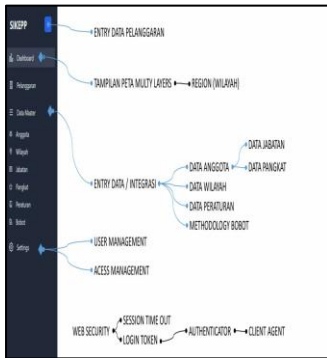 SIKEPP
Dashboard
Pelanggaran
Data Master
Anggota
Wilayah
Jabatan
Pangkat
Peraturan
Bobot
Settings
ENTRY DATA PELANGGARAN
TAMPILAN PETA MULTY LAYERS
REGION (WILAYAH)
ENTRY DATA / INTEGRASI
DATA ANGGOTA
DATA JABATAN
DATA PANGKAT
DATA WILAYAH
DATA PERATURAN
METHODOLOGY BOBOT
USER MANAGEMENT
ACESS MANAGEMENT
WEB SECURITY
SESSION TIME OUT
LOGIN TOKEN
AUTHENTICATOR
CLIENT AGENT